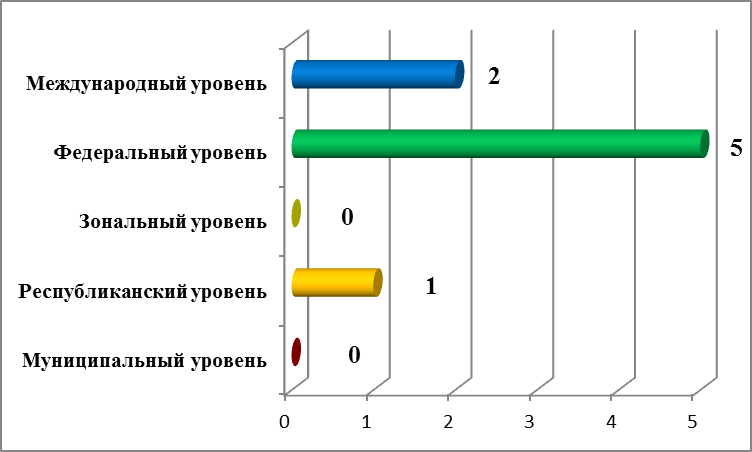 Международный уровень 2
Федеральный уровень 5
Зональный уровень 0
Республиканский уровень 1
Муниципальный уровень 0
0 1 2 3 4 5